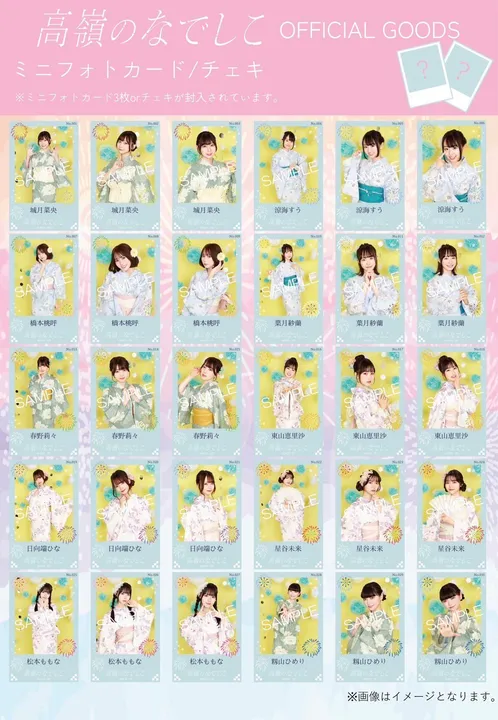 高嶺のなでしこ OFFICIAL GOODS
ミニフォトカード/チェキ
※ミニフォトカード3枚orチェキが封入されています。
? ?
城月菜央 城月菜央 城月菜央 涼海すう 涼海すう 涼海すう
橋本桃呼 橋本桃呼 橋本桃呼 葉月紗蘭 葉月紗蘭 葉月紗蘭
春野莉々 春野莉々 春野莉々 東山恵里沙 東山恵里沙 東山恵里沙
日向端ひな 日向端ひな 日向端ひな 星谷未来 星谷未来 星谷未来
松本ももな 松本ももな 松本ももな 籾山ひめり 籾山ひめり 籾山ひめり
SAMPLE
※画像はイメージとなります。